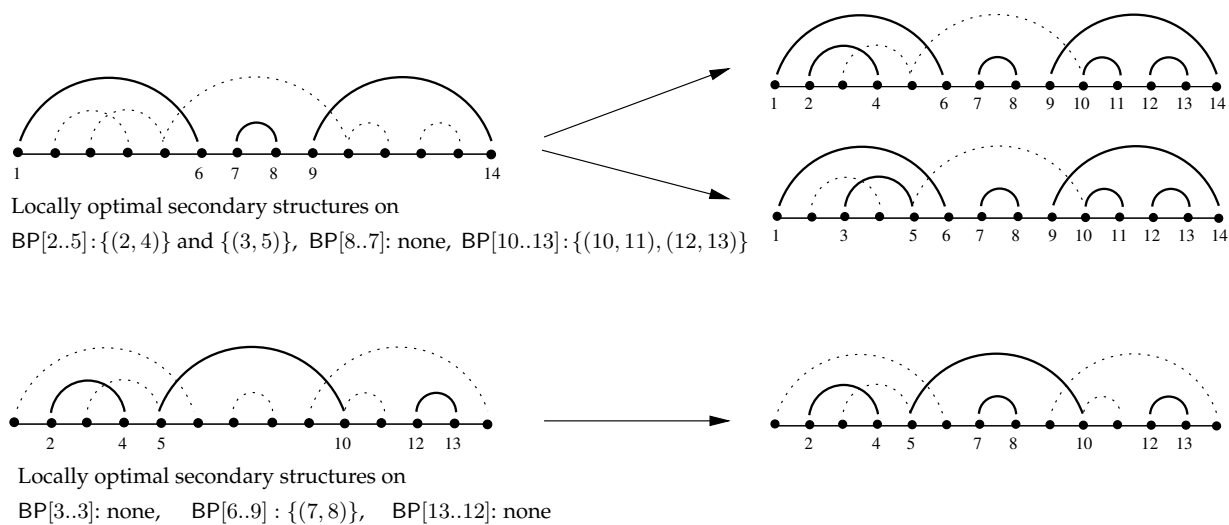 1 2 4 6 7 8 9 10 11 12 13 14
1 6 7 8 9 14
Locally optimal secondary structures on
BP[2..5] : {(2, 4)} and {(3, 5)}, BP[8..7]: none, BP[10..13] : {(10, 11), (12, 13)}
1 3 5 6 7 8 9 10 11 12 13 14
2 4 5 10 12 13
2 4 5 7 8 10 12 13
Locally optimal secondary structures on
BP[3..3]: none, BP[6..9] : {(7, 8)}, BP[13..12]: none